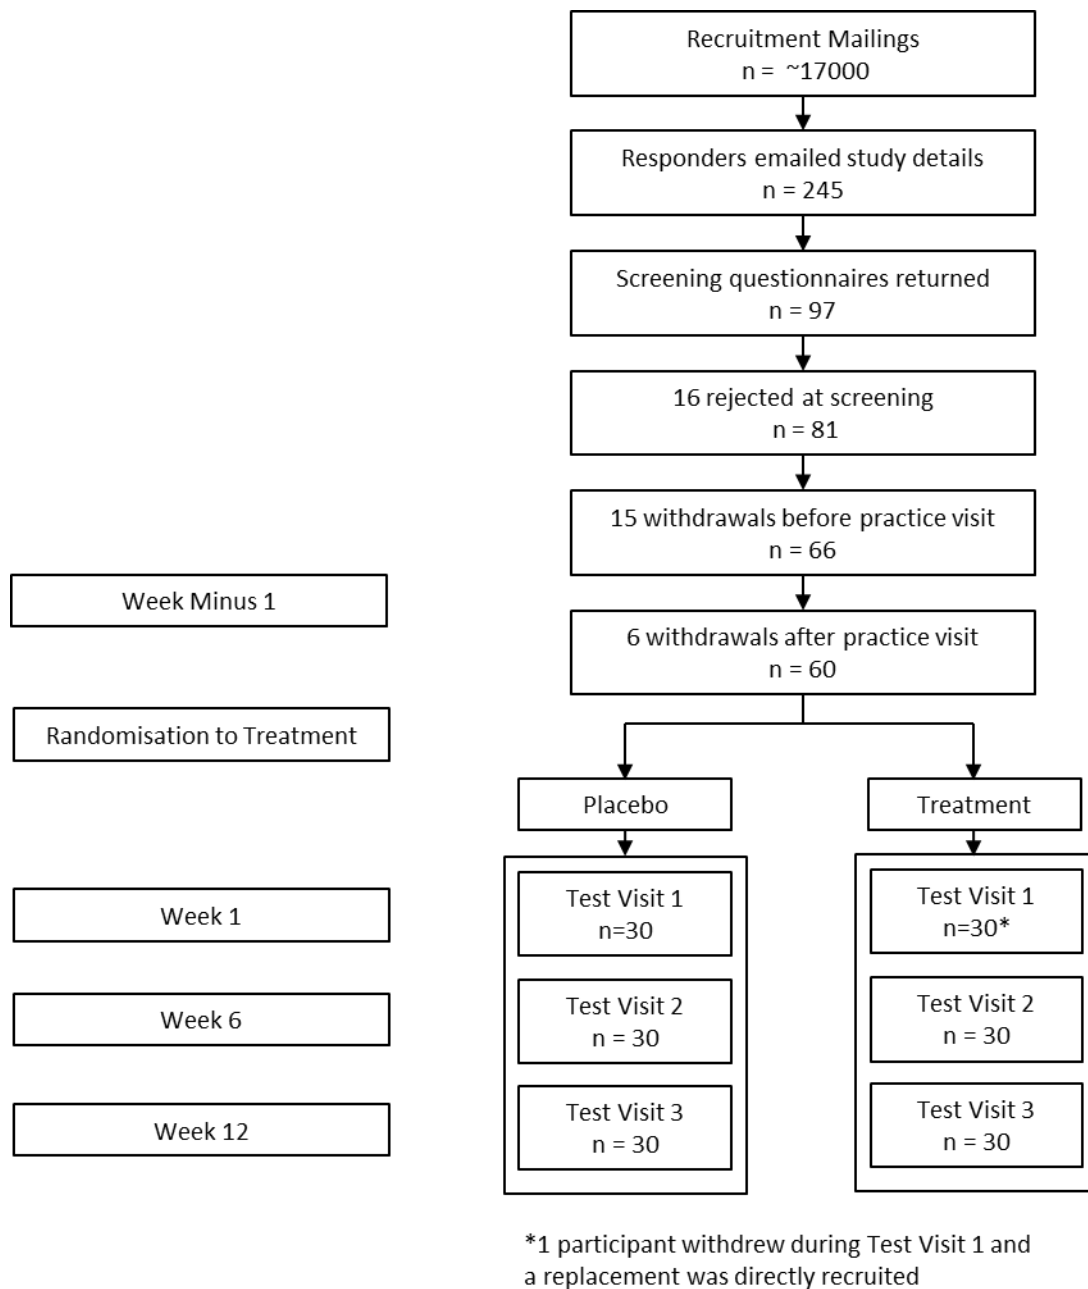 Recruitment Mailings
n =  ~17000
Responders emailed study details
n = 245
Screening questionnaires returned
n = 97
16 rejected at screening
n = 81
15 withdrawals before practice visit
n = 66
Week Minus 1
6 withdrawals after practice visit
n = 60
Randomisation to Treatment
Placebo
Treatment
Week 1
Test Visit 1
n=30
Test Visit 1
n=30*
Week 6
Test Visit 2
n = 30
Test Visit 2
n = 30
Week 12
Test Visit 3
n = 30
Test Visit 3
n = 30
*1 participant withdrew during Test Visit 1 and
a replacement was directly recruited